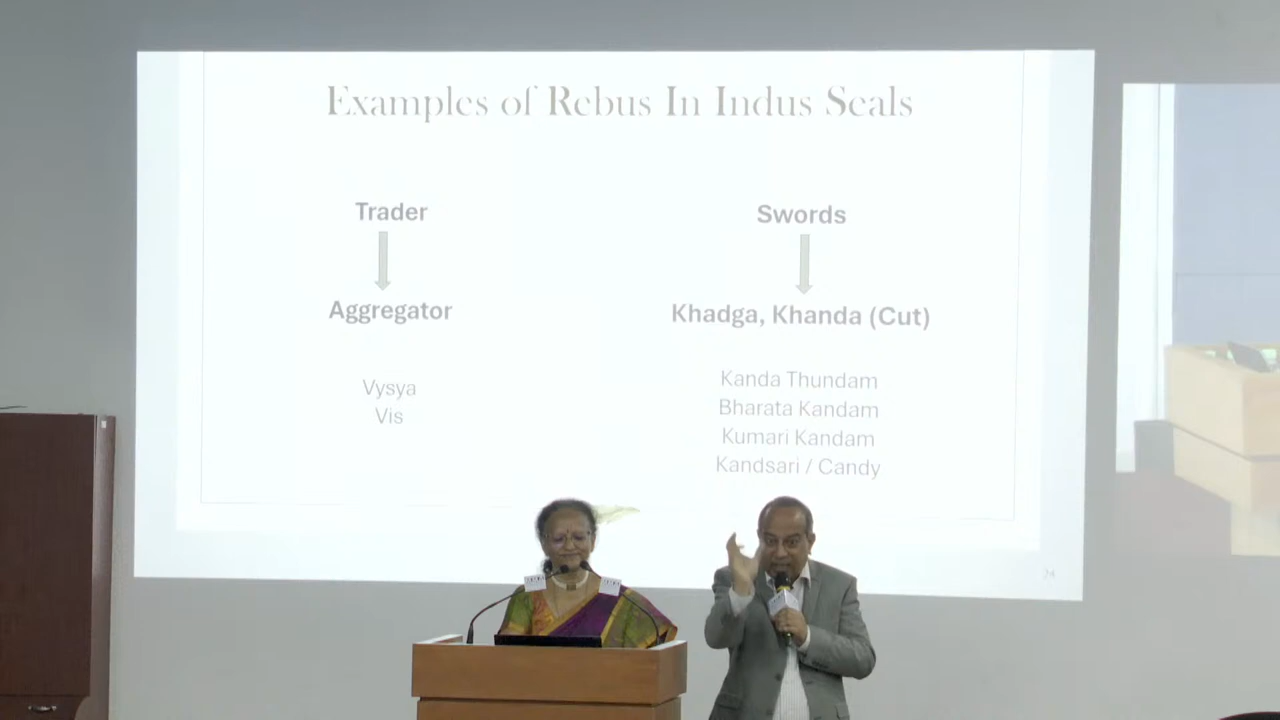 Examples of Rebus In Indus Seals
Trader
Aggregator
Vysya
Vis
Swords
Khadga, Khanda (Cut)
Kanda Thundam
Bharata Kandam
Kumari Kandam
Kandsari / Candy